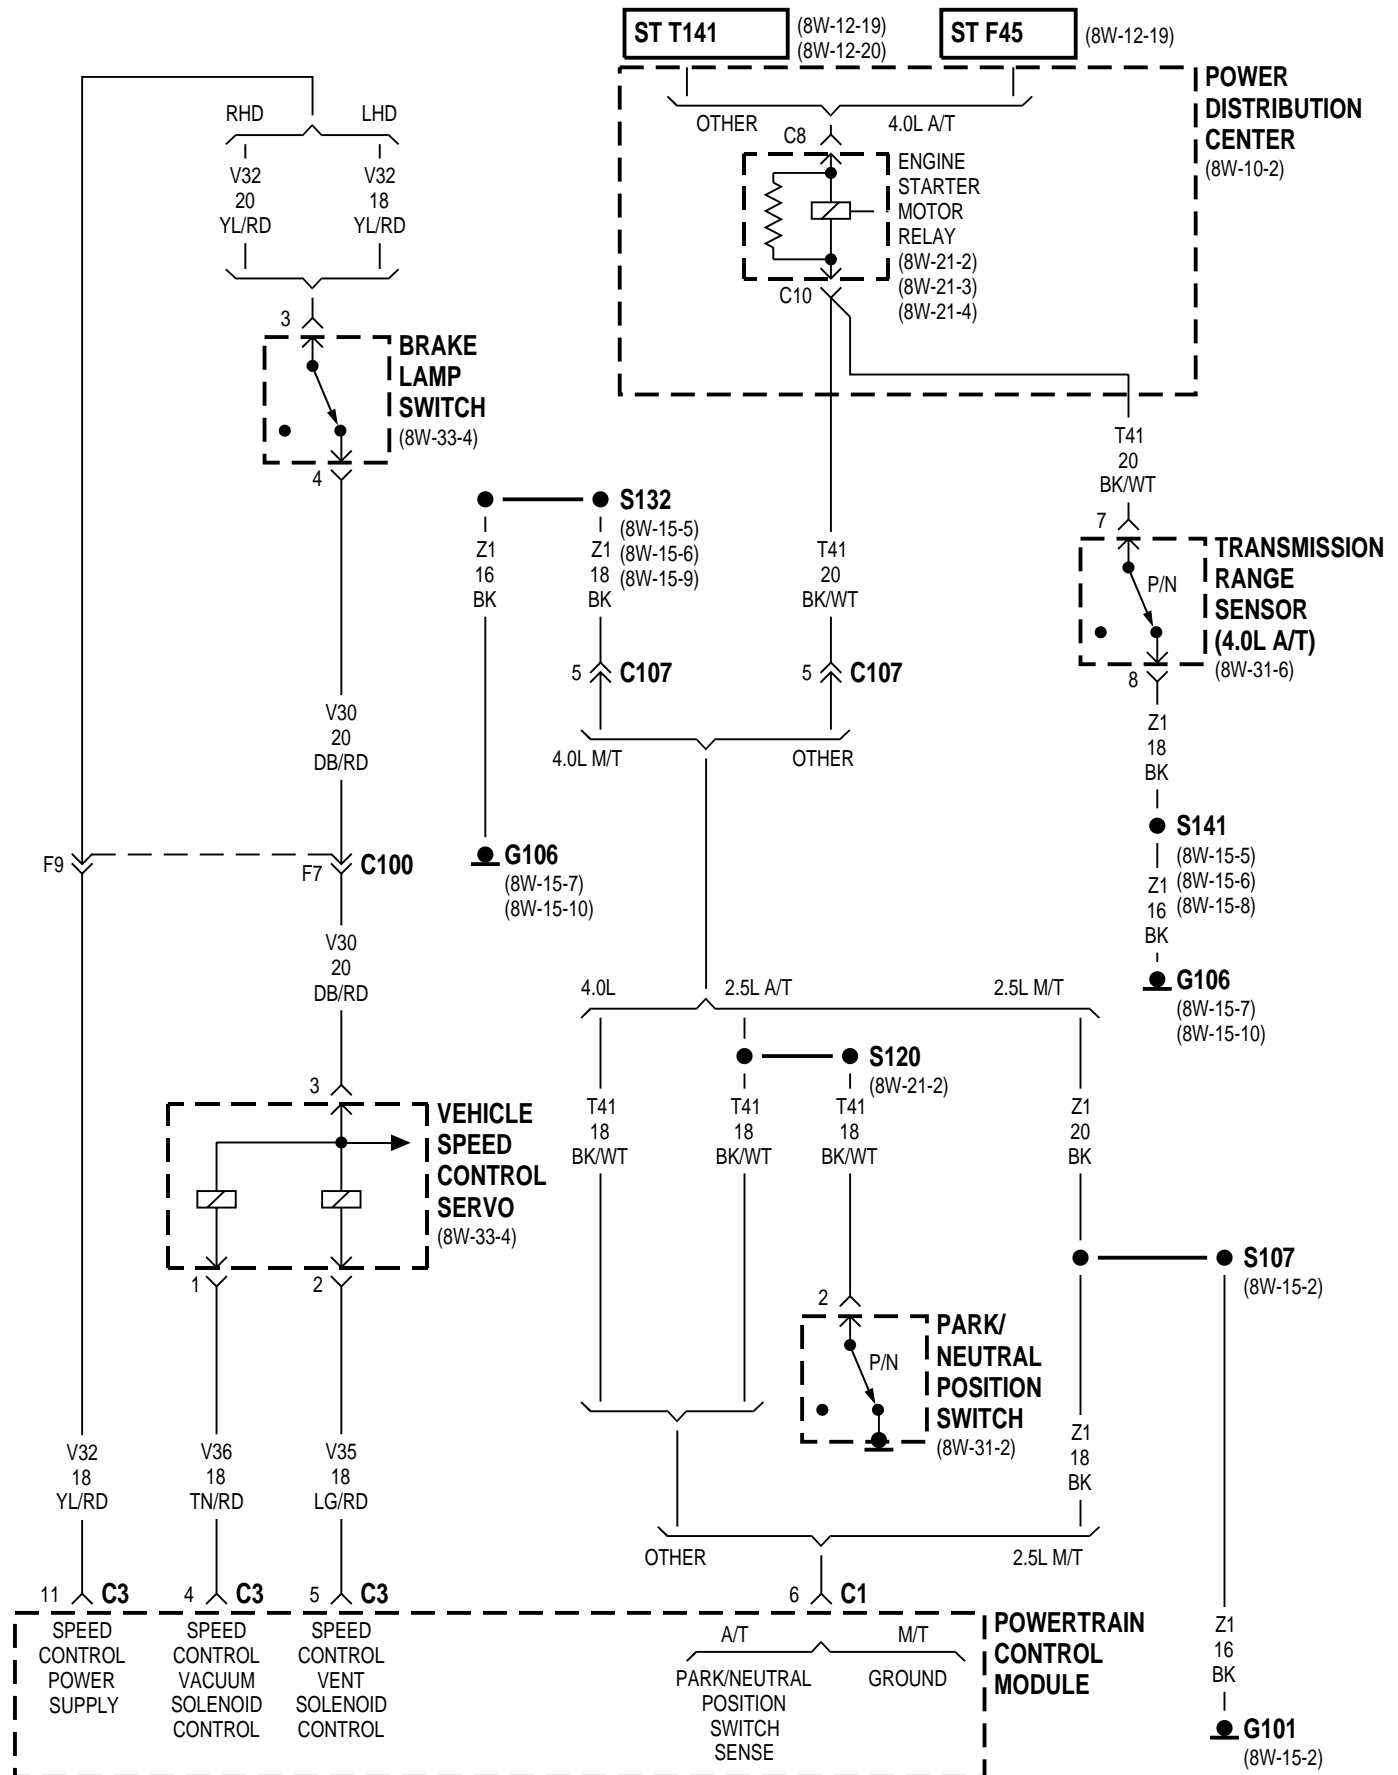 ST T141
(8W-12-19)
(8W-12-20)
ST F45
(8W-12-19)
POWER
DISTRIBUTION
CENTER
(8W-10-2)
OTHER
4.0L A/T
C8
ENGINE
STARTER
MOTOR
RELAY
(8W-21-2)
(8W-21-3)
(8W-21-4)
C10
RHD
LHD
V32
20
YL/RD
V32
18
YL/RD
3
BRAKE
LAMP
SWITCH
(8W-33-4)
4
T41
20
BK/WT
7
TRANSMISSION
RANGE
SENSOR
(4.0L A/T)
(8W-31-6)
P/N
8
S132
(8W-15-5)
(8W-15-6)
(8W-15-9)
Z1
16
BK
Z1
18
BK
T41
20
BK/WT
5
C107
5
C107
4.0L M/T
OTHER
V30
20
DB/RD
Z1
18
BK
S141
(8W-15-5)
(8W-15-6)
(8W-15-8)
Z1
16
BK
G106
(8W-15-7)
(8W-15-10)
F9
F7
C100
G106
(8W-15-7)
(8W-15-10)
V30
20
DB/RD
4.0L
2.5L A/T
2.5L M/T
S120
(8W-21-2)
3
VEHICLE
SPEED
CONTROL
SERVO
(8W-33-4)
1
2
T41
18
BK/WT
T41
18
BK/WT
T41
18
BK/WT
Z1
20
BK
S107
(8W-15-2)
2
PARK/
NEUTRAL
POSITION
SWITCH
(8W-31-2)
P/N
V32
18
YL/RD
V36
18
TN/RD
V35
18
LG/RD
Z1
18
BK
OTHER
2.5L M/T
11
C3
4
C3
5
C3
6
C1
SPEED
CONTROL
POWER
SUPPLY
SPEED
CONTROL
VACUUM
SOLENOID
CONTROL
SPEED
CONTROL
VENT
SOLENOID
CONTROL
A/T
M/T
PARK/NEUTRAL
POSITION
SWITCH
SENSE
GROUND
POWERTRAIN
CONTROL
MODULE
Z1
16
BK
G101
(8W-15-2)